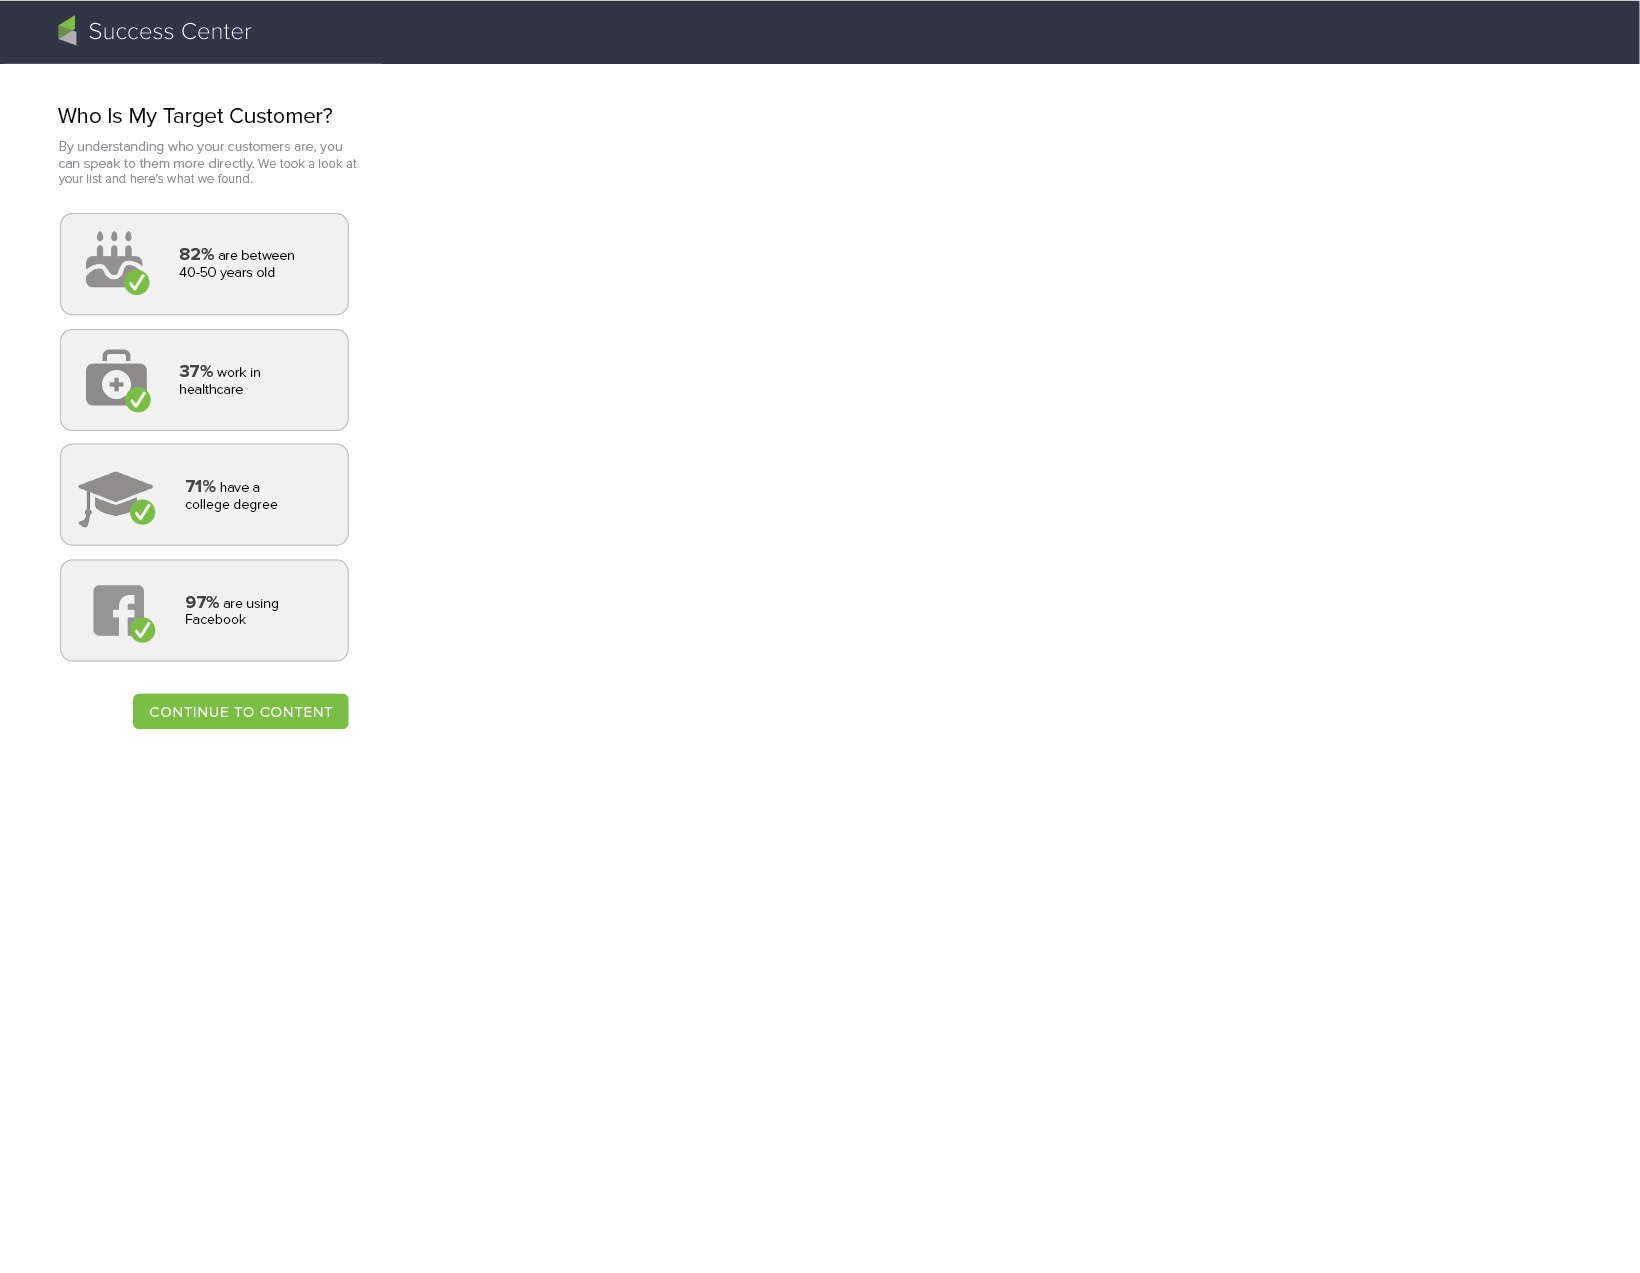 Success Center
Who Is My Target Customer?
By understanding who your customers are, you
can speak to them more directly. We took a look at
your list and here's what we found.
82% are between
40-50 years old
37% work in
healthcare
71% have a
college degree
97% are using
Facebook
CONTINUE TO CONTENT